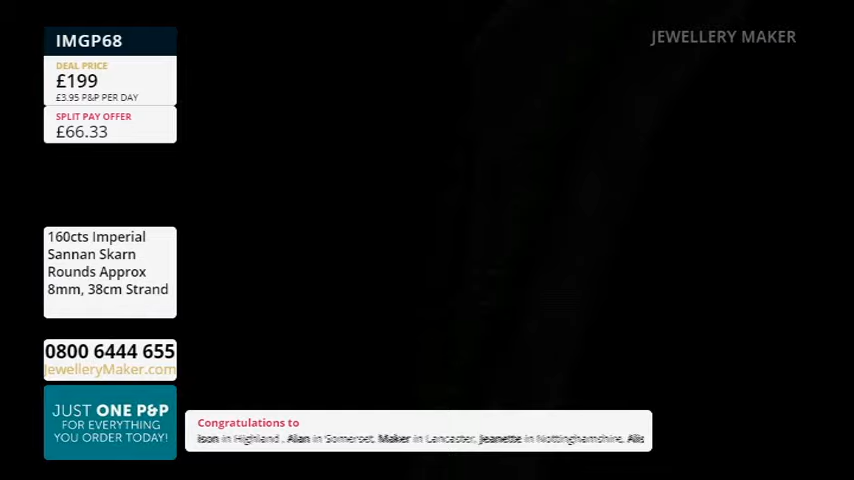 IMGP68
JEWELLERY MAKER
DEAL PRICE
£199
£3.95 P&P PER DAY
SPLIT PAY OFFER
£66.33
160cts Imperial
Sannan Skarn
Rounds Approx
8mm, 38cm Strand
0800 6444 655
JewelleryMaker.com
JUST ONE P&P
FOR EVERYTHING
YOU ORDER TODAY!
Congratulations to
ison in Highland , Alan in Somerset, Maker in Lancaster, Jeanette in Nottinghamshire, Alis